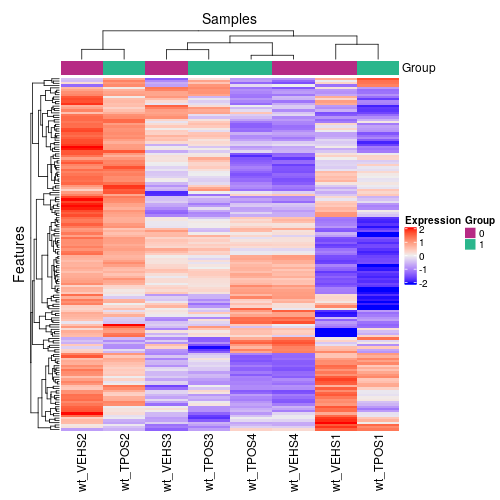 Samples
Group
Features
Expression
2
1
0
-1
-2
Group
0
1
wt_VEHS2
wt_TPOS2
wt_VEHS3
wt_TPOS3
wt_TPOS4
wt_VEHS4
wt_VEHS1
wt_TPOS1